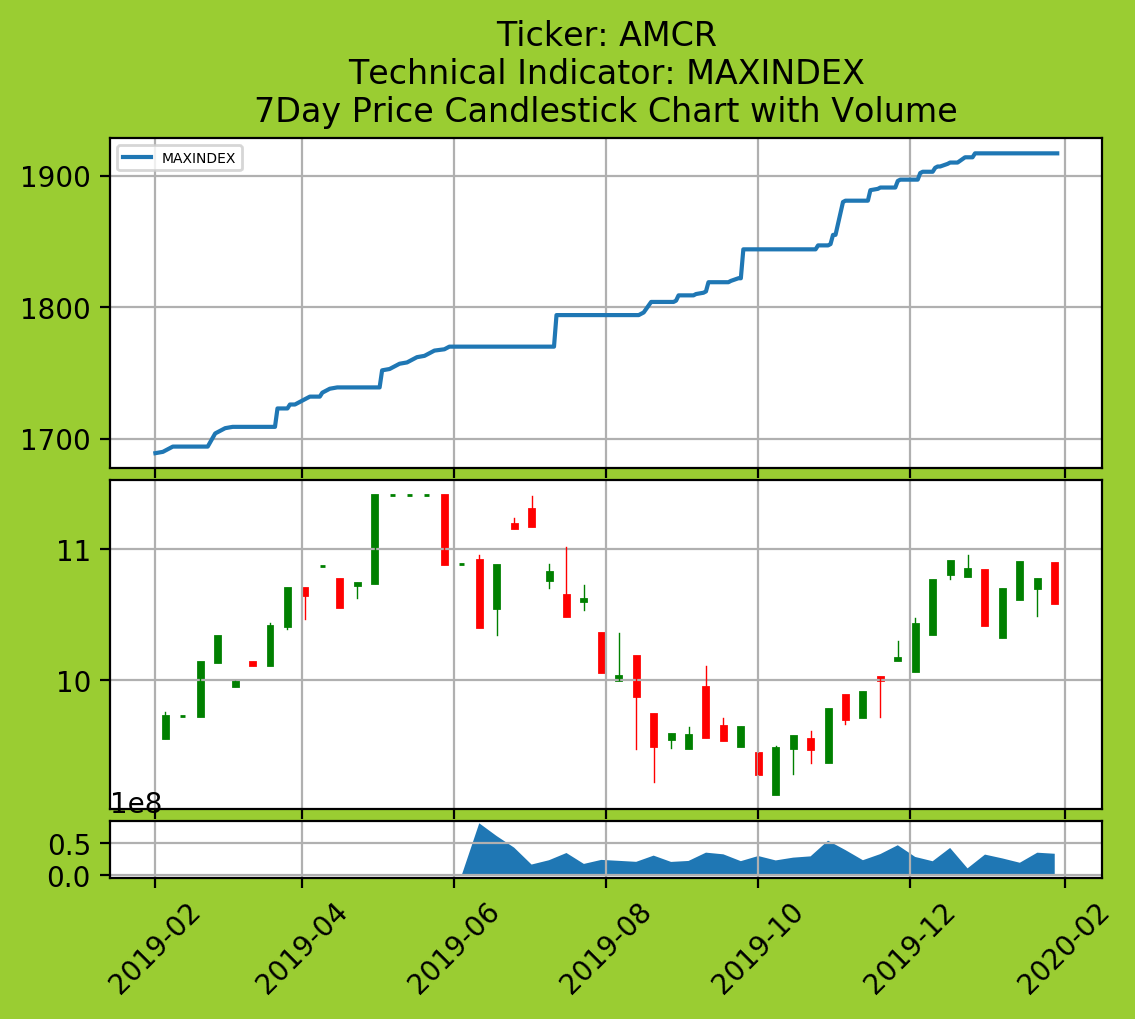 Ticker: AMCR
Technical Indicator: MAXINDEX
7Day Price Candlestick Chart with Volume
MAXINDEX
1900
1800
1700
11
10
1e8
0.5
0.0
2019-02
2019-04
2019-06
2019-08
2019-10
2019-12
2020-02